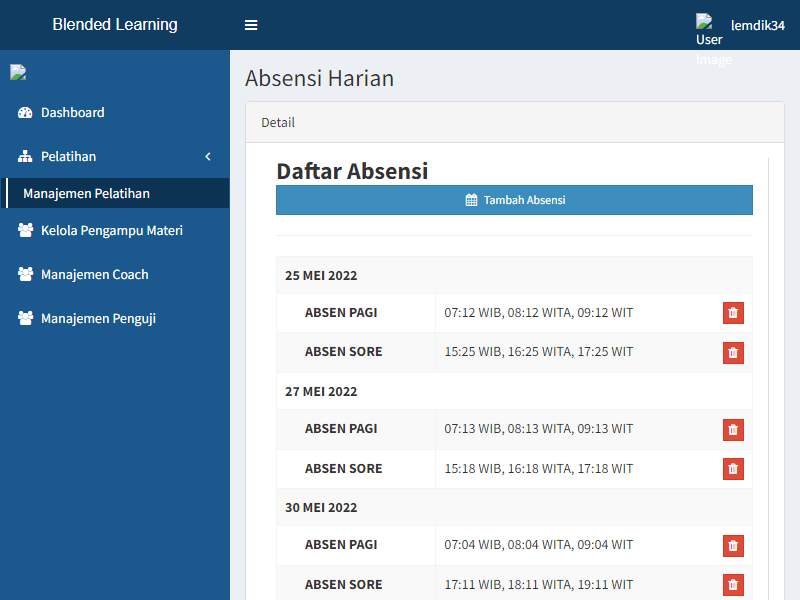 Blended Learning
User Image
lemdik34
Dashboard
Pelatihan
Manajemen Pelatihan
Kelola Pengampu Materi
Manajemen Coach
Manajemen Penguji
Absensi Harian
Detail
Daftar Absensi
Tambah Absensi
25 MEI 2022
ABSEN PAGI 07:12 WIB, 08:12 WITA, 09:12 WIT
ABSEN SORE 15:25 WIB, 16:25 WITA, 17:25 WIT
27 MEI 2022
ABSEN PAGI 07:13 WIB, 08:13 WITA, 09:13 WIT
ABSEN SORE 15:18 WIB, 16:18 WITA, 17:18 WIT
30 MEI 2022
ABSEN PAGI 07:04 WIB, 08:04 WITA, 09:04 WIT
ABSEN SORE 17:11 WIB, 18:11 WITA, 19:11 WIT